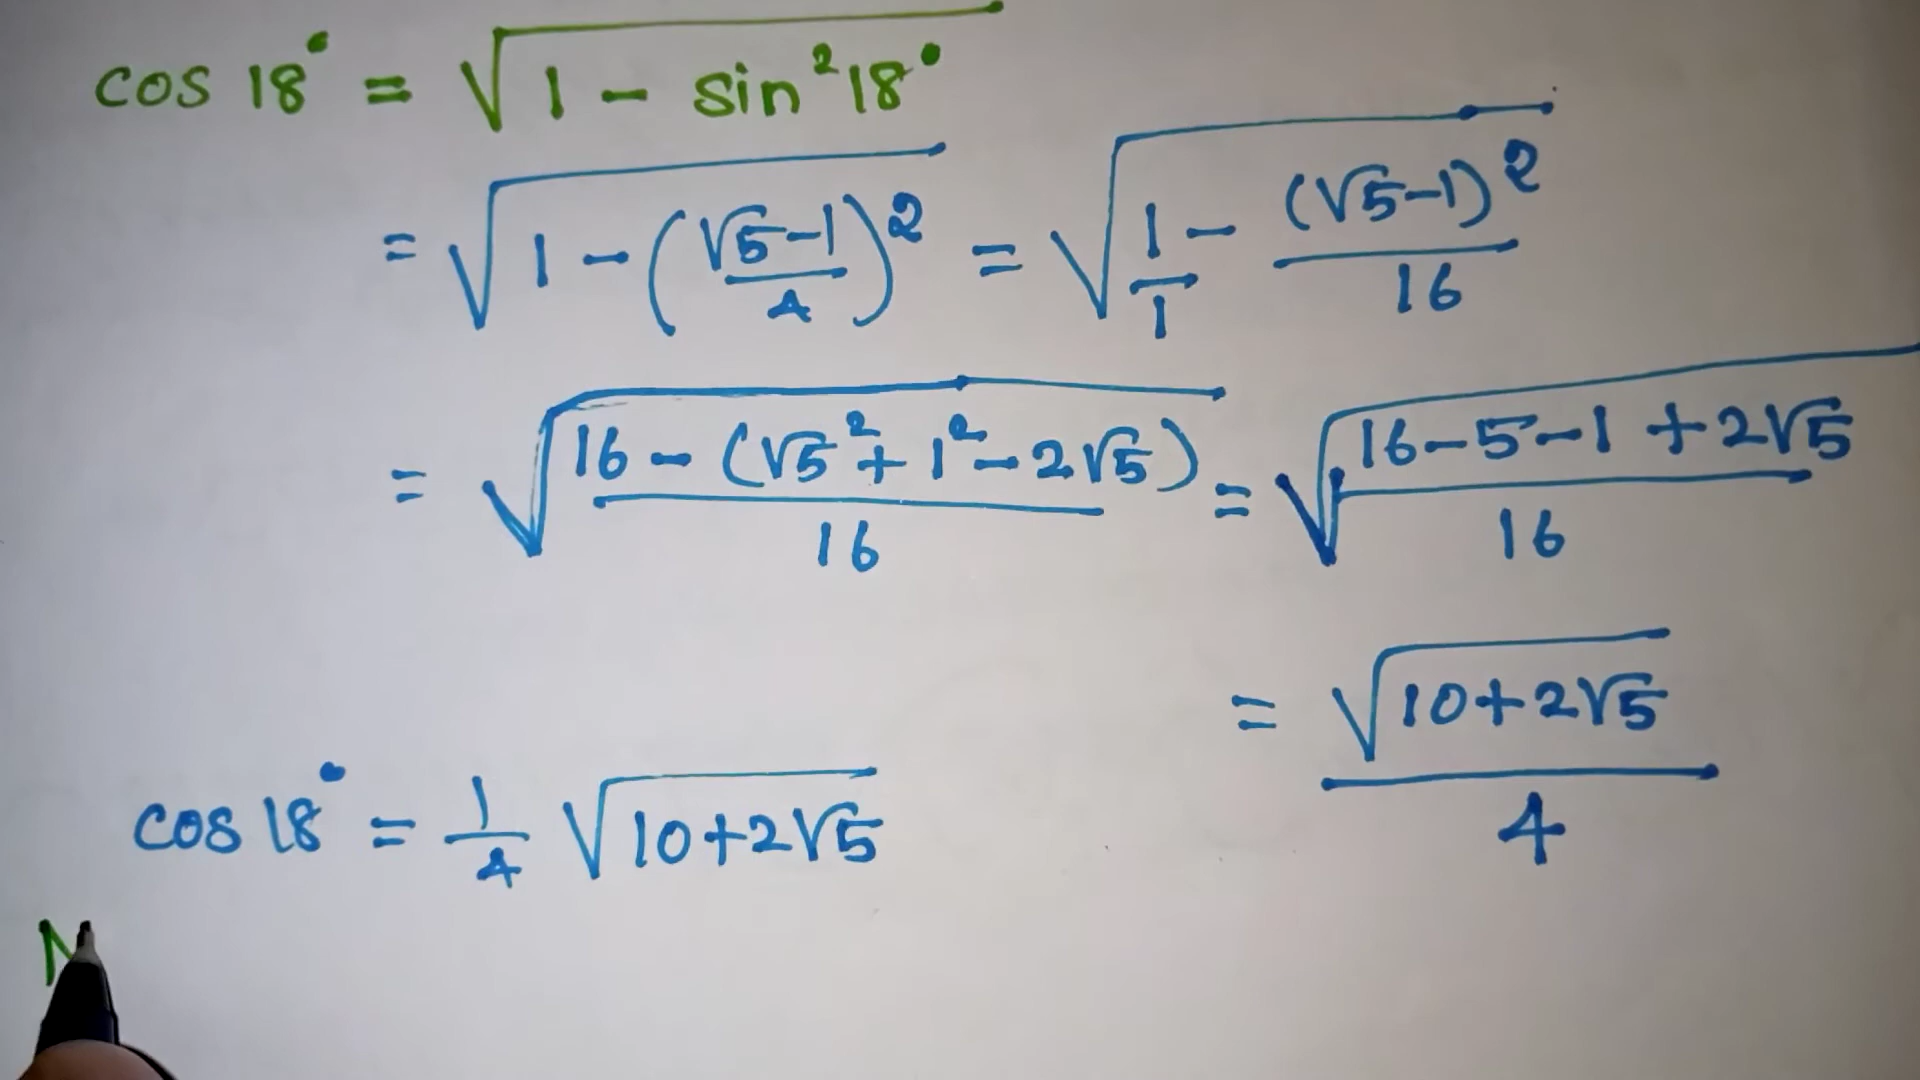 cos 18° = √(1 - sin²18°)
= √(1 - ((√5-1)/4)²) = √(1/1 - (√5-1)²/16)
= √((16 - (√5² + 1² - 2√5))/16) = √((16-5-1+2√5)/16)
= √(10+2√5)/4
cos 18° = 1/4 √(10+2√5)
N